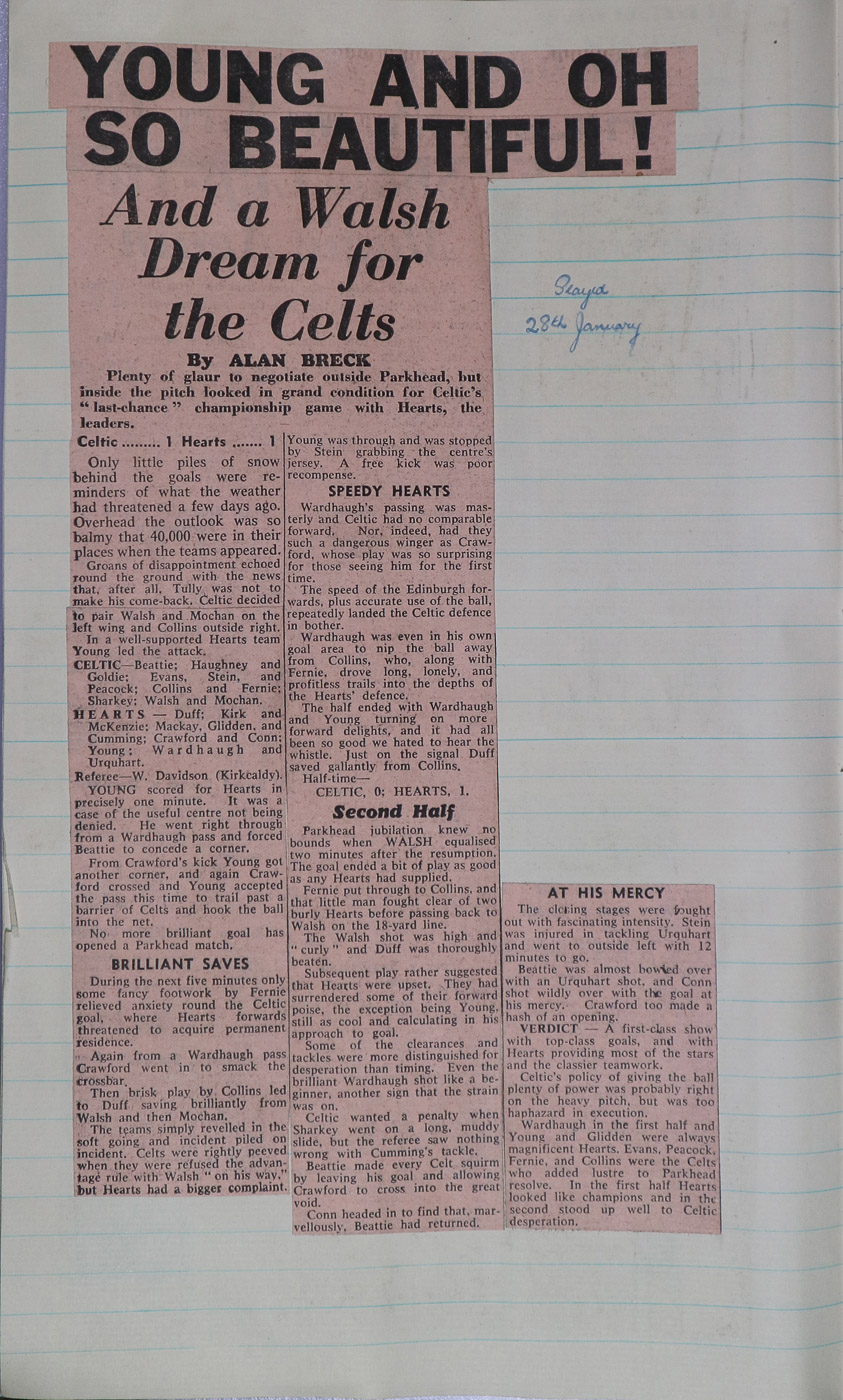 YOUNG AND OH
SO BEAUTIFUL!
And a Walsh
Dream for
the Celts
By ALAN BRECK
Plenty of glaur to negotiate outside Parkhead, but
inside the pitch looked in grand condition for Celtic's
"last-chance" championship game with Hearts, the
leaders.
Celtic ......... 1 Hearts ....... 1
Only little piles of snow
behind the goals were re-
minders of what the weather
had threatened a few days ago.
Overhead the outlook was so
balmy that 40,000 were in their
places when the teams appeared.
Groans of disappointment echoed
round the ground with the news
that, after all, Tully was not to
make his come-back. Celtic decided
to pair Walsh and Mochan on the
left wing and Collins outside right.
In a well-supported Hearts team
Young led the attack.
CELTIC—Beattie; Haughney and
Goldie; Evans, Stein, and
Peacock; Collins and Fernie;
Sharkey; Walsh and Mochan.
HEARTS — Duff; Kirk and
McKenzie; Mackay, Glidden, and
Cumming; Crawford and Conn;
Young; Wardhaugh and
Urquhart.
Referee—W. Davidson (Kirkcaldy).
YOUNG scored for Hearts in
precisely one minute. It was a
case of the useful centre not being
denied. He went right through
from a Wardhaugh pass and forced
Beattie to concede a corner.
From Crawford's kick Young got
another corner, and again Craw-
ford crossed and Young accepted
the pass this time to trail past a
barrier of Celts and hook the ball
into the net.
No more brilliant goal has
opened a Parkhead match.
BRILLIANT SAVES
During the next five minutes only
some fancy footwork by Fernie
relieved anxiety round the Celtic
goal, where Hearts forwards
threatened to acquire permanent
residence.
Again from a Wardhaugh pass
Crawford went in to smack the
crossbar.
Then brisk play by Collins led
to Duff saving brilliantly from
Walsh and then Mochan.
The teams simply revelled in the
soft going and incident piled on
incident. Celts were rightly peeved
when they were refused the advan-
tage rule with Walsh "on his way,"
but Hearts had a bigger complaint.
Young was through and was stopped
by Stein grabbing the centre's
jersey. A free kick was poor
recompense.
SPEEDY HEARTS
Wardhaugh's passing was mas-
terly and Celtic had no comparable
forward. Nor, indeed, had they
such a dangerous winger as Craw-
ford, whose play was so surprising
for those seeing him for the first
time.
The speed of the Edinburgh for-
wards, plus accurate use of the ball,
repeatedly landed the Celtic defence
in bother.
Wardhaugh was even in his own
goal area to nip the ball away
from Collins, who, along with
Fernie, drove long, lonely, and
profitless trails into the depths of
the Hearts' defence.
The half ended with Wardhaugh
and Young turning on more
forward delights, and it had all
been so good we hated to hear the
whistle. Just on the signal Duff
saved gallantly from Collins.
Half-time—
CELTIC, 0; HEARTS, 1.
Second Half
Parkhead jubilation knew no
bounds when WALSH equalised
two minutes after the resumption.
The goal ended a bit of play as good
as any Hearts had supplied.
Fernie put through to Collins, and
that little man fought clear of two
burly Hearts before passing back to
Walsh on the 18-yard line.
The Walsh shot was high and
"curly" and Duff was thoroughly
beaten.
Subsequent play rather suggested
that Hearts were upset. They had
surrendered some of their forward
poise, the exception being Young,
still as cool and calculating in his
approach to goal.
Some of the clearances and
tackles were more distinguished for
desperation than timing. Even the
brilliant Wardhaugh shot like a be-
ginner, another sign that the strain
was on.
Celtic wanted a penalty when
Sharkey went on a long, muddy
slide, but the referee saw nothing
wrong with Cumming's tackle.
Beattie made every Celt squirm
by leaving his goal and allowing
Crawford to cross into the great
void.
Conn headed in to find that, mar-
vellously, Beattie had returned.
AT HIS MERCY
The closing stages were fought
out with fascinating intensity. Stein
was injured in tackling Urquhart
and went to outside left with 12
minutes to go.
Beattie was almost bowled over
with an Urquhart shot, and Conn
shot wildly over with the goal at
his mercy. Crawford too made a
hash of an opening.
VERDICT — A first-class show
with top-class goals, and with
Hearts providing most of the stars
and the classier teamwork.
Celtic's policy of giving the ball
plenty of power was probably right
on the heavy pitch, but was too
haphazard in execution.
Wardhaugh in the first half and
Young and Glidden were always
magnificent Hearts. Evans, Peacock,
Fernie, and Collins were the Celts
who added lustre to Parkhead
resolve. In the first half Hearts
looked like champions and in the
second stood up well to Celtic
desperation.
Played
28th January